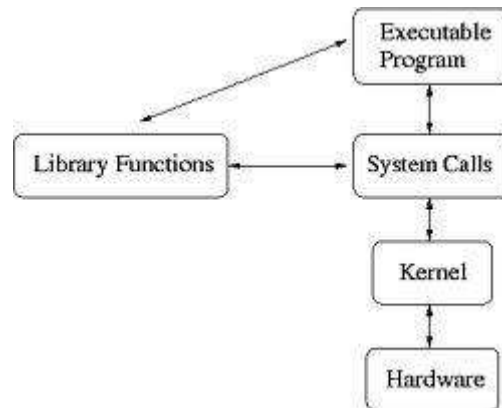 Executable
Program
Library Functions
System Calls
Kernel
Hardware